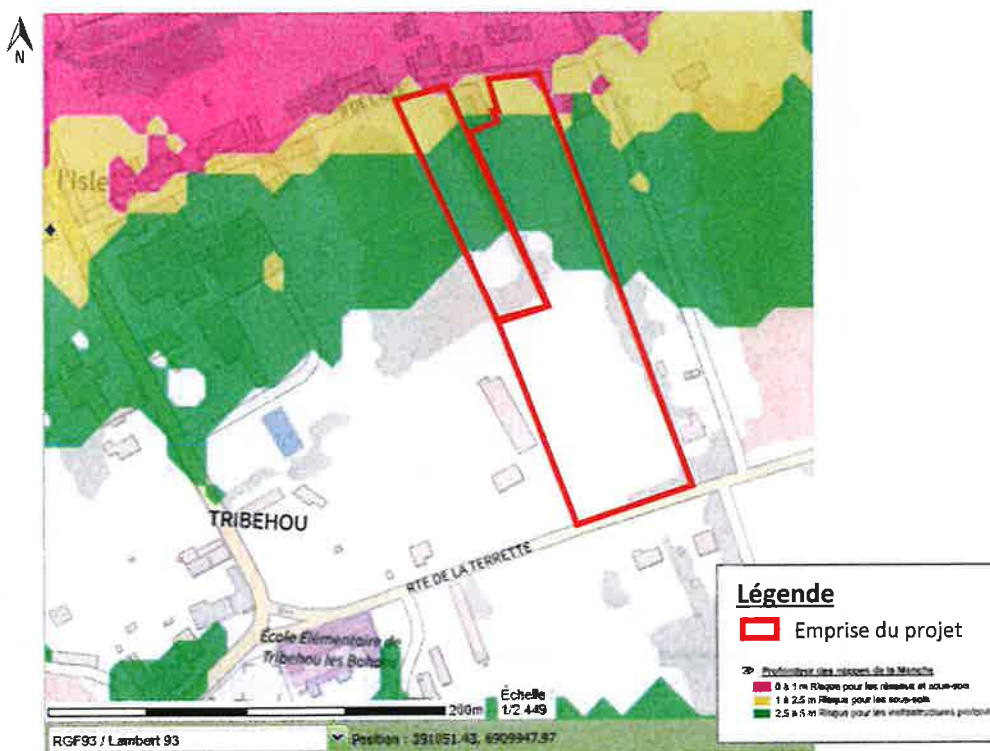 N
l'Isle
TRIBEHOU
RTE DE LA TERRETTE
École Elémentaire de
Tribehou les Bohons
200m
Échelle
1/2 449
RGF93 / Lambert 93
Position : 391051.43, 6909947.97
Légende
Emprise du projet
Profondeur des nappes de la Manche
0 à 1 m Risque pour les réseaux et sous-sols
1 à 2.5 m Risque pour les sous-sols
2.5 à 5 m Risque pour les infrastructures